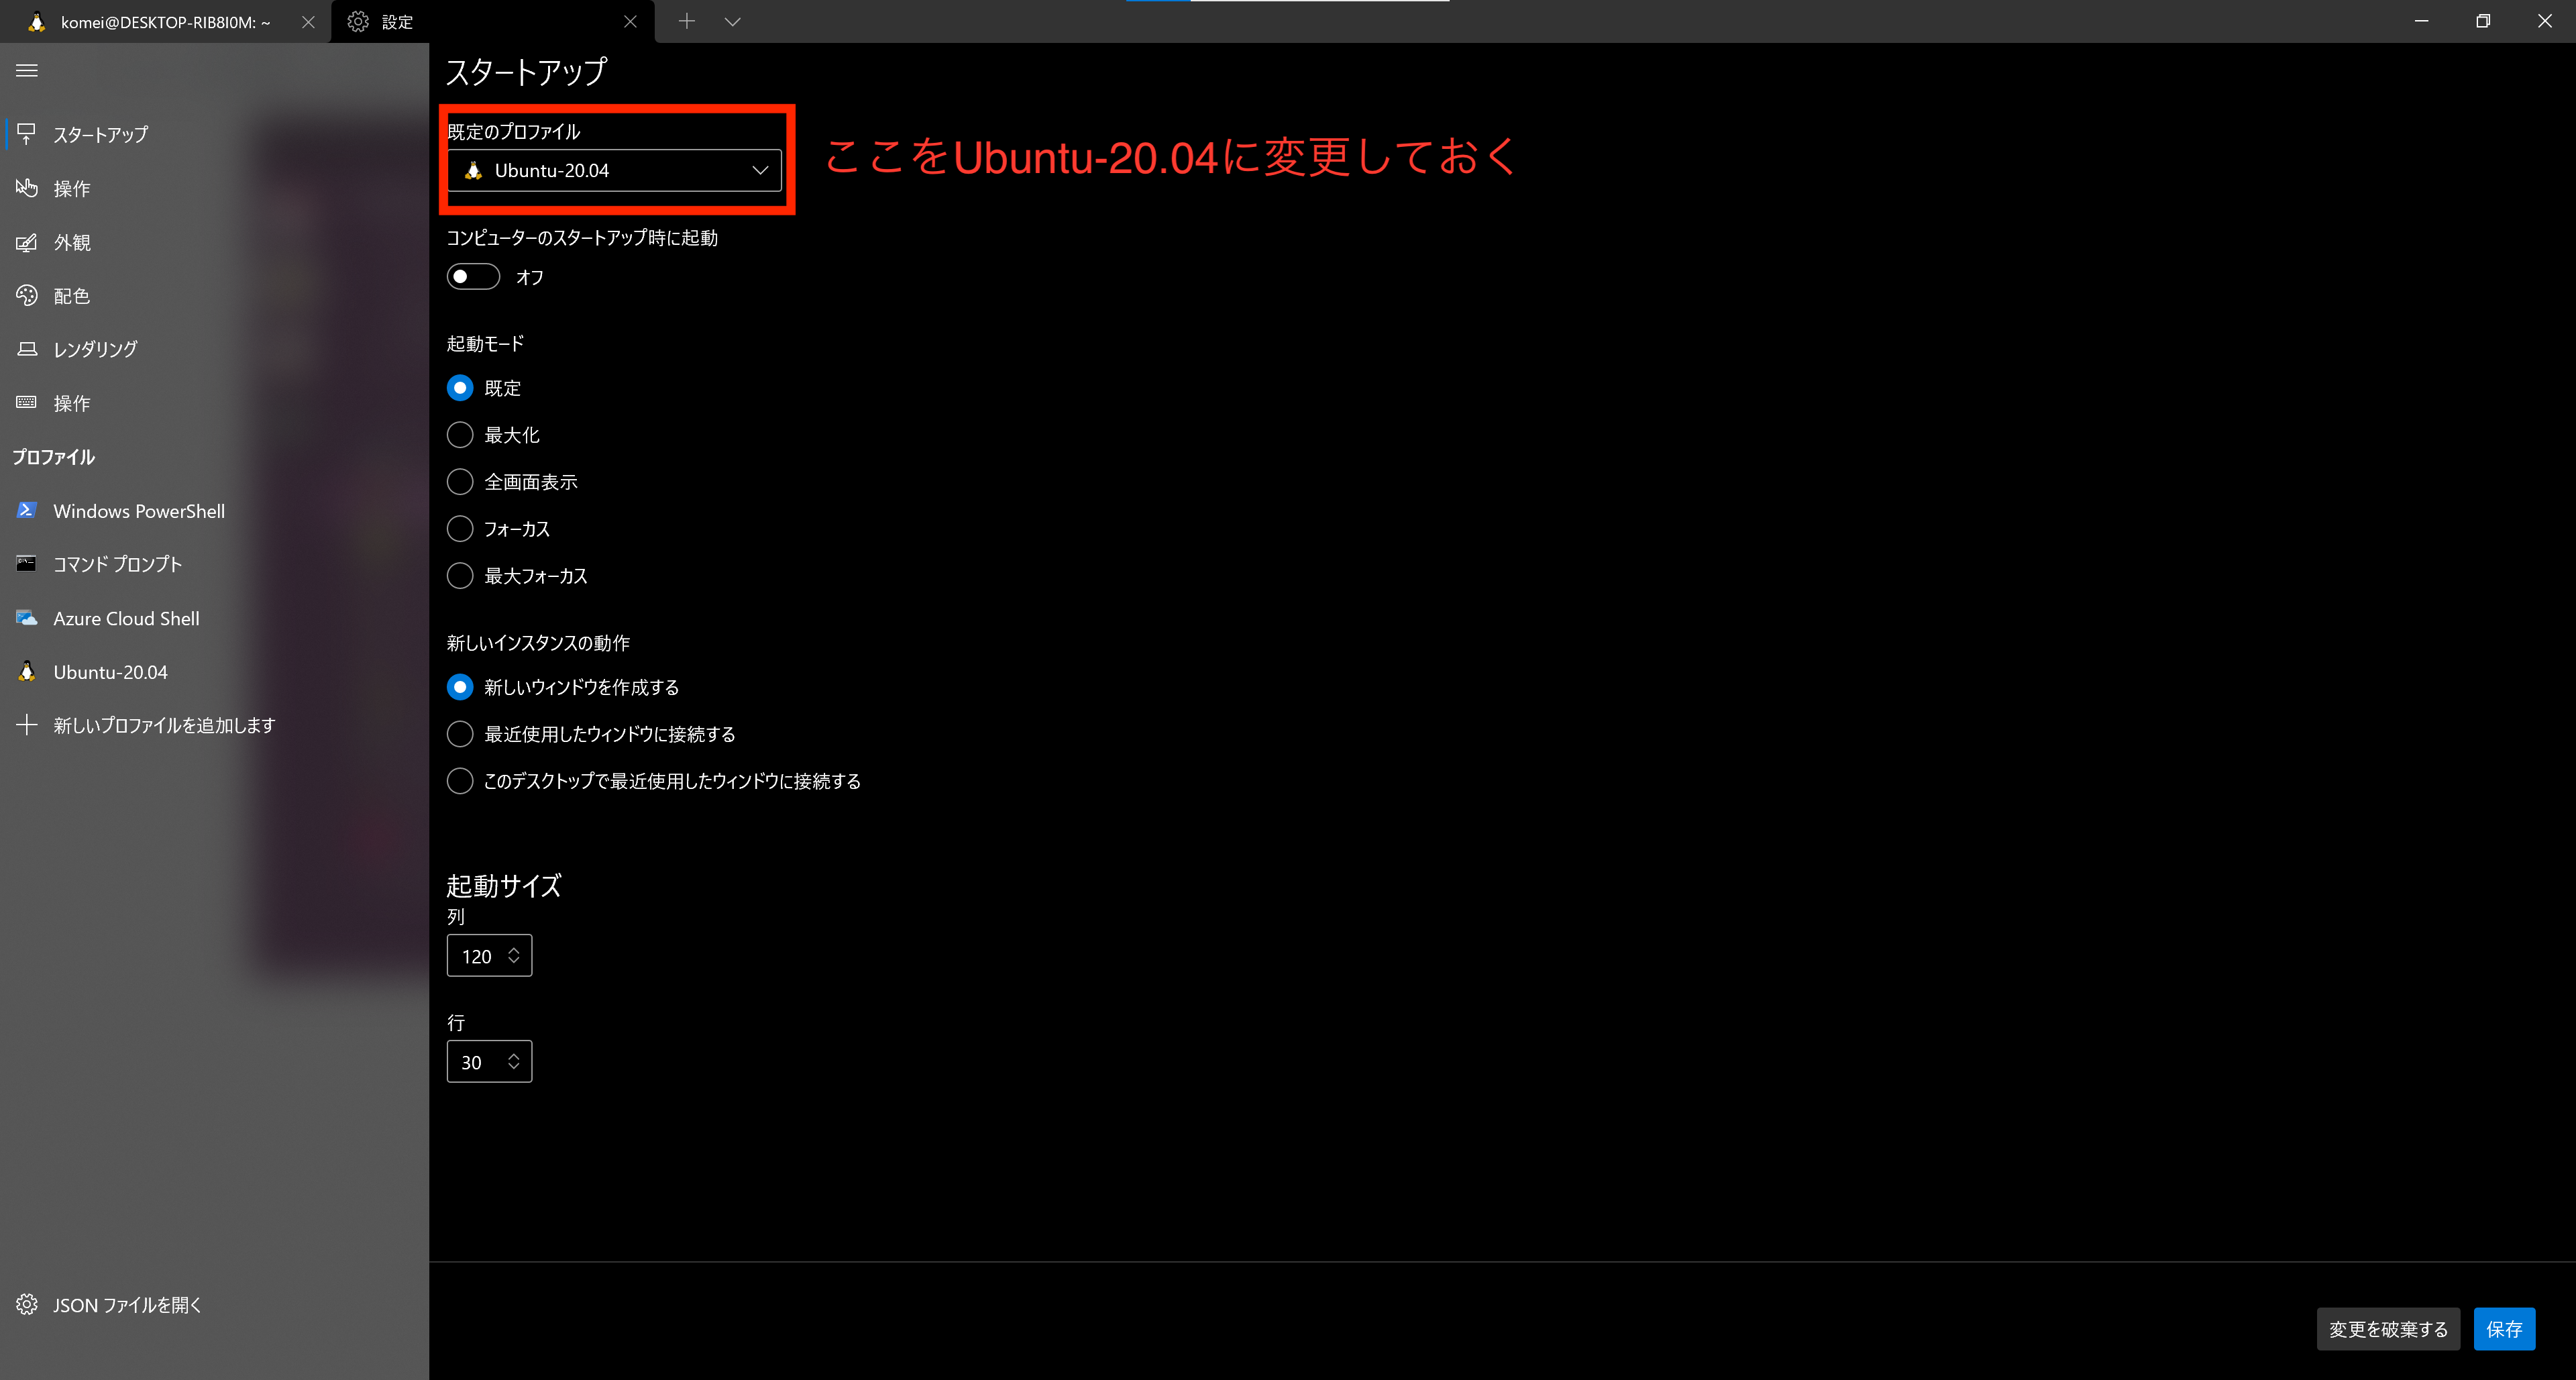 komei@DESKTOP-RIB8I0M: ~
設定
スタートアップ
操作
外観
配色
レンダリング
操作
プロファイル
Windows PowerShell
コマンド プロンプト
Azure Cloud Shell
Ubuntu-20.04
新しいプロファイルを追加します
JSON ファイルを開く
スタートアップ
既定のプロファイル
Ubuntu-20.04
ここをUbuntu-20.04に変更しておく
コンピューターのスタートアップ時に起動
オフ
起動モード
既定
最大化
全画面表示
フォーカス
最大フォーカス
新しいインスタンスの動作
新しいウィンドウを作成する
最近使用したウィンドウに接続する
このデスクトップで最近使用したウィンドウに接続する
起動サイズ
列
120
行
30
変更を破棄する
保存